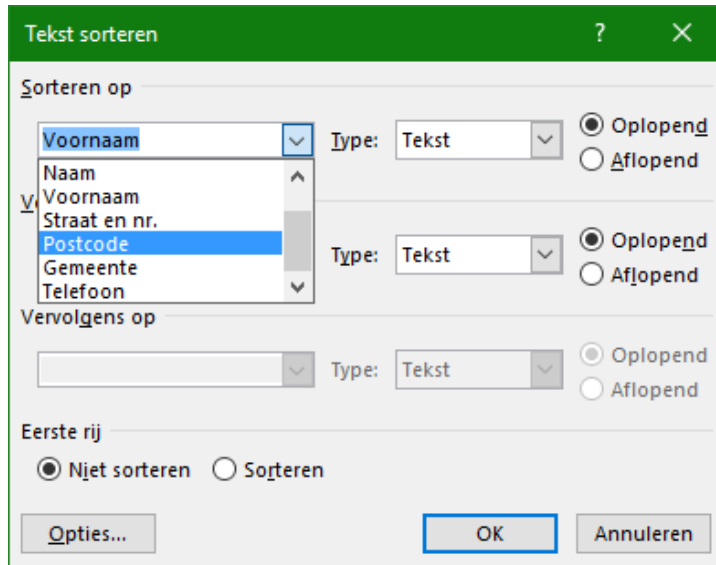 Tekst sorteren ? ×
Sorteren op
Voornaam Type: Tekst Oplopend
Aflopend
Naam
Voornaam
Straat en nr.
Postcode
Gemeente
Telefoon
Type: Tekst Oplopend
Aflopend
Vervolgens op
Type: Tekst Oplopend
Aflopend
Eerste rij
Niet sorteren Sorteren
Opties... OK Annuleren